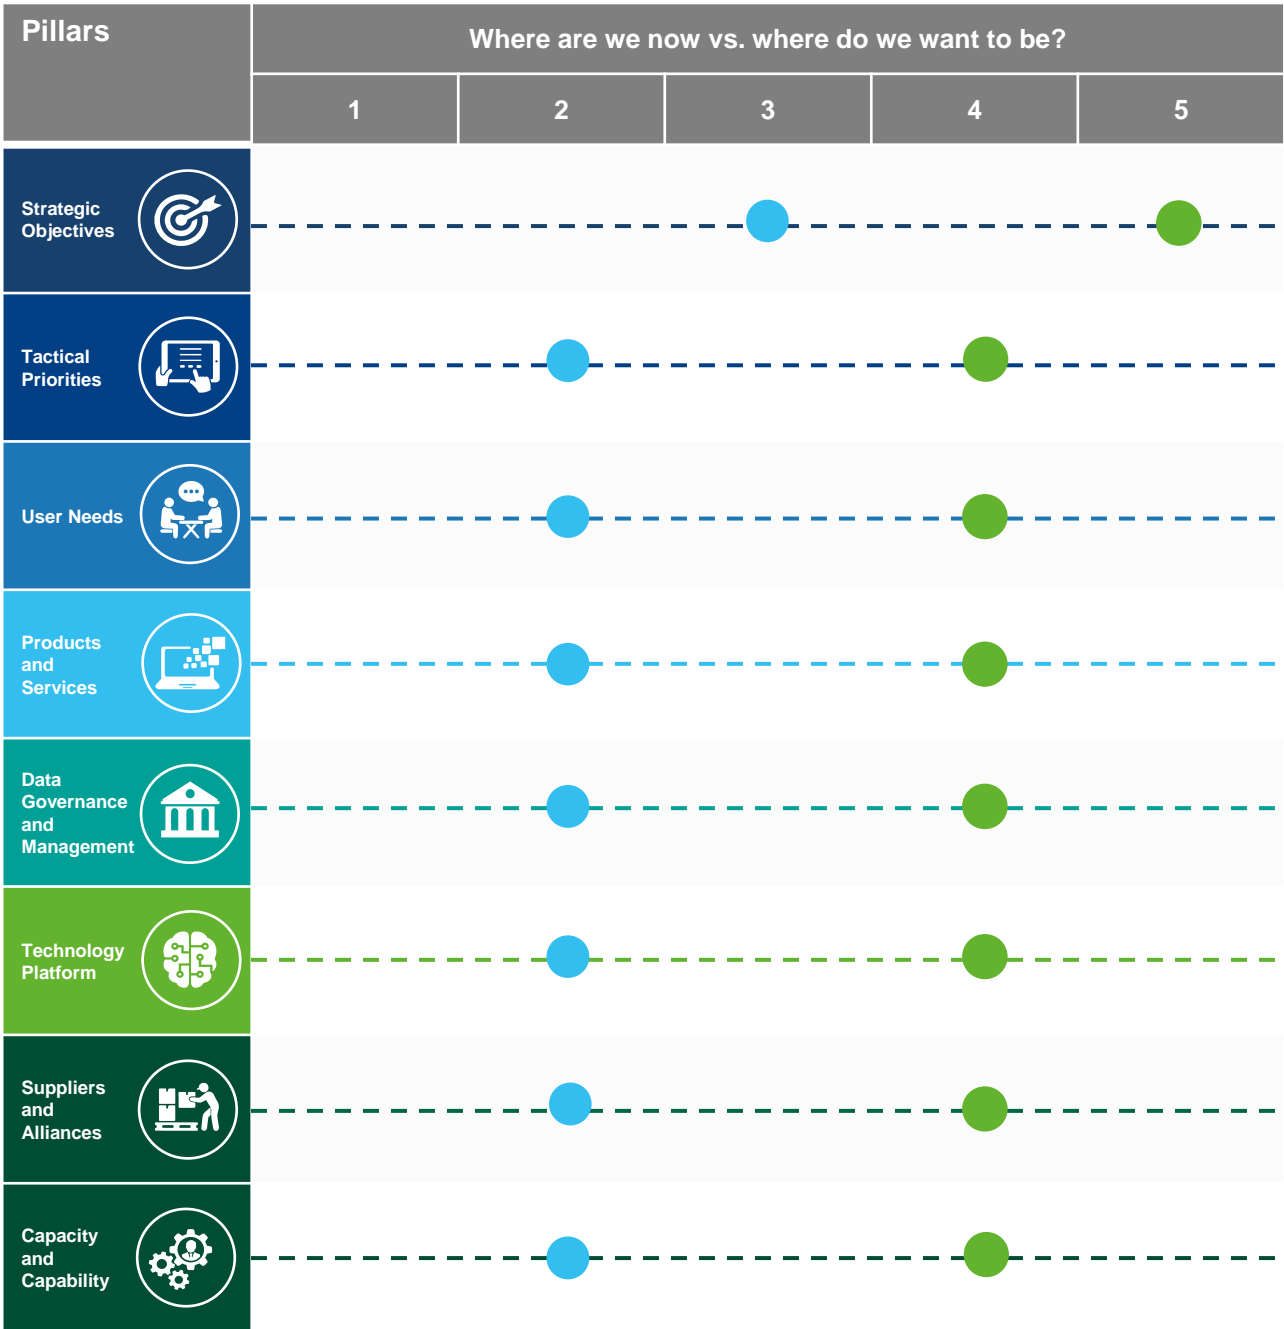 Pillars
Where are we now vs. where do we want to be?
1
2
3
4
5
Strategic
Objectives
Tactical
Priorities
User Needs
Products
and
Services
Data
Governance
and
Management
Technology
Platform
Suppliers
and
Alliances
Capacity
and
Capability